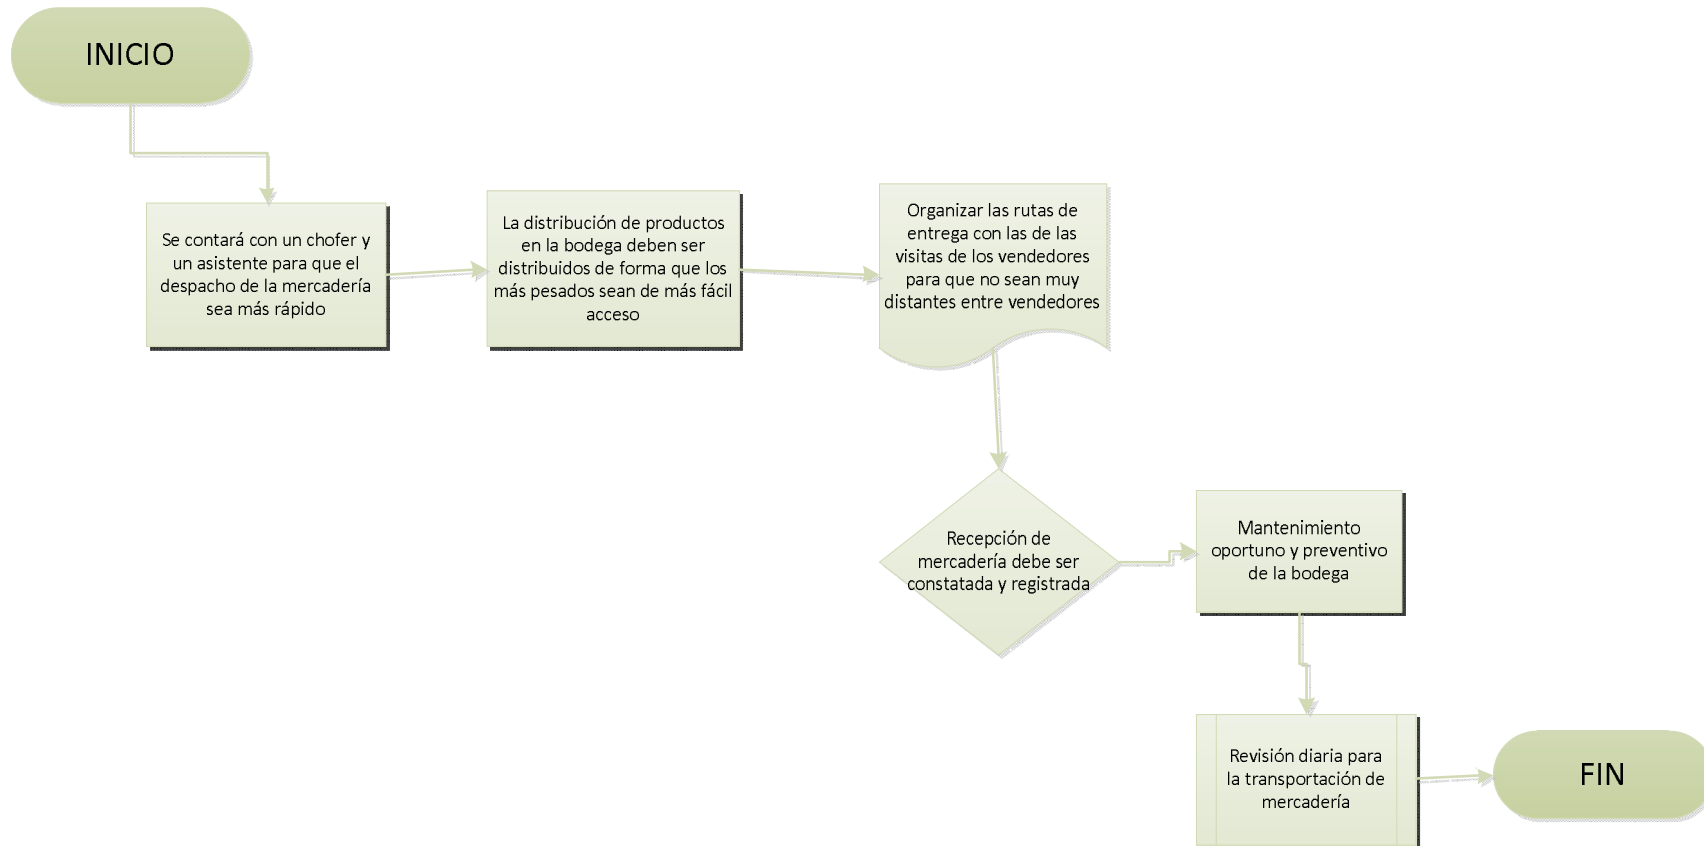 INICIO
Se contará con un chofer y
un asistente para que el
despacho de la mercadería
sea más rápido
La distribución de productos
en la bodega deben ser
distribuidos de forma que los
más pesados sean de más fácil
acceso
Organizar las rutas de
entrega con las de las
visitas de los vendedores
para que no sean muy
distantes entre vendedores
Recepción de
mercadería debe ser
constatada y registrada
Mantenimiento
oportuno y preventivo
de la bodega
Revisión diaria para
la transportación de
mercadería
FIN